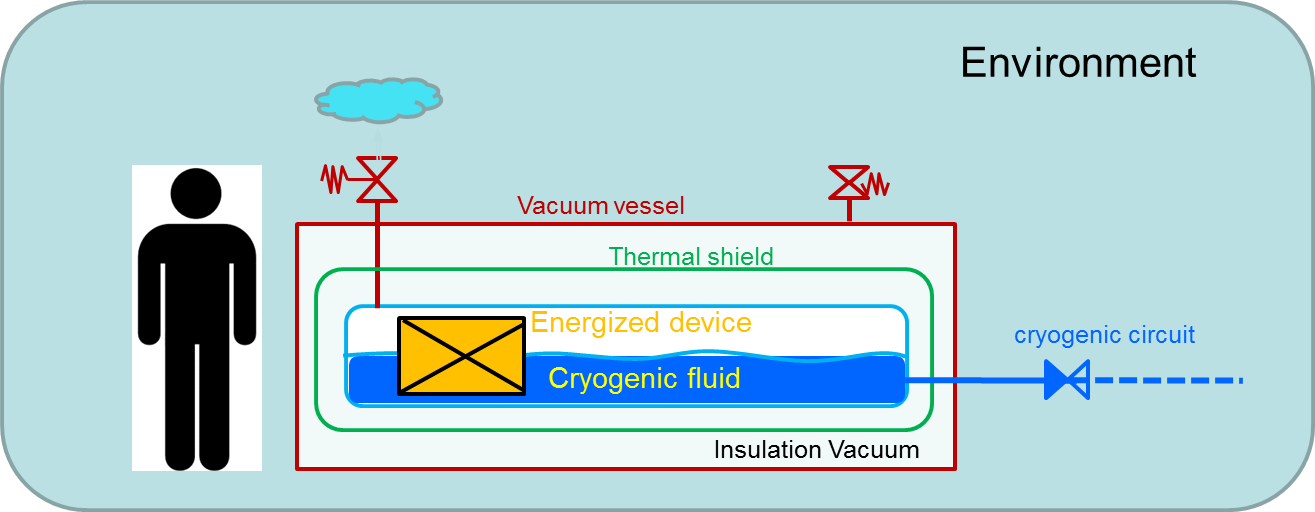 Environment
Vacuum vessel
Thermal shield
Energized device
cryogenic circuit
Cryogenic fluid
Insulation Vacuum